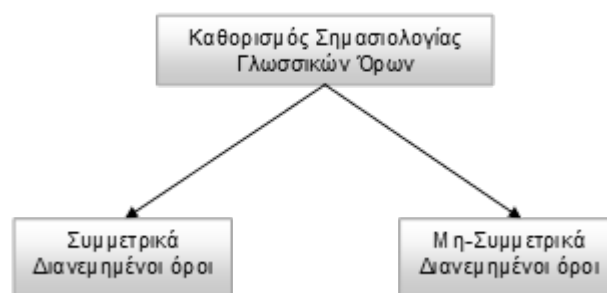 Καθορισμός Σημασιολογίας
Γλωσσικών Όρων
Συμμετρικά
Διανεμημένοι όροι
Μη-Συμμετρικά
Διανεμημένοι όροι